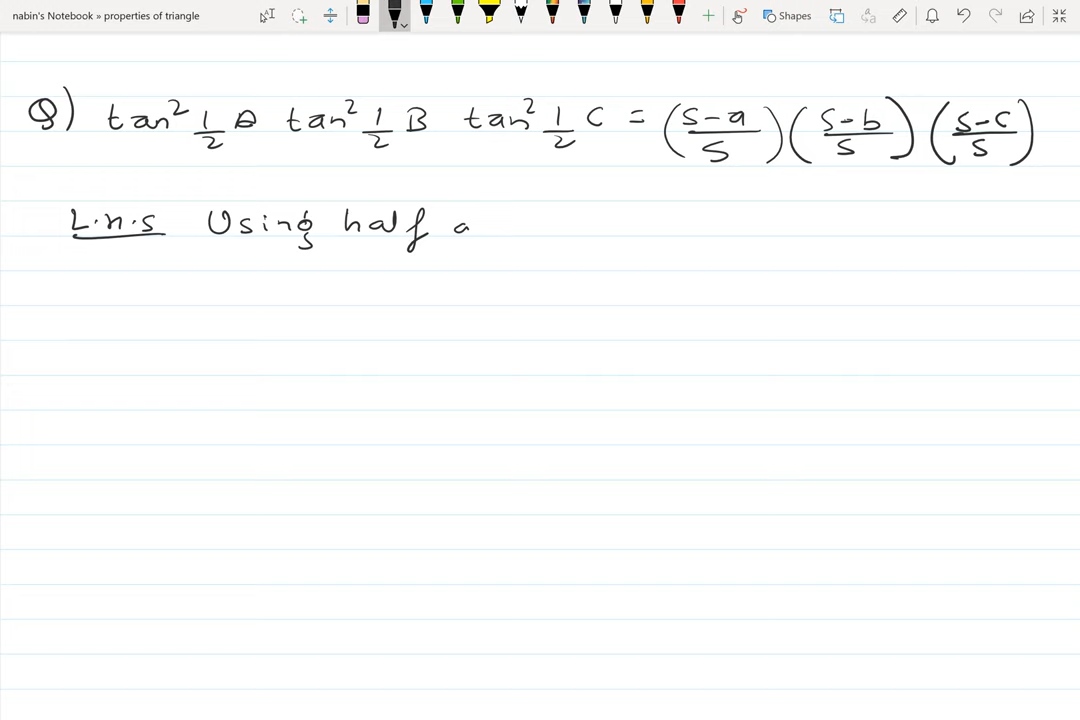 nabin's Notebook » properties of triangle Shapes
Q) tan² 1/2 A tan² 1/2 B tan² 1/2 C = (s-a/s)(s-b/s)(s-c/s)
L.h.s Using half a